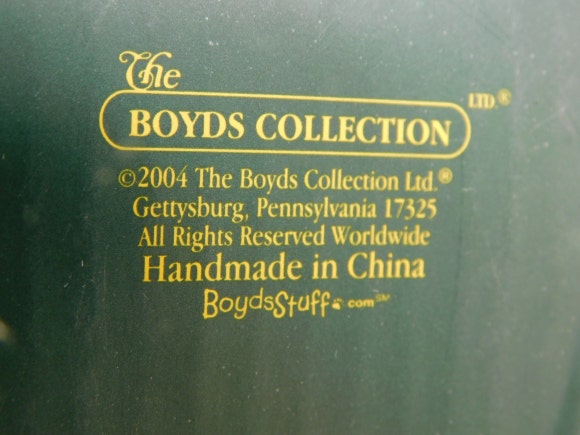 The
BOYDS COLLECTION LTD.®
©2004 The Boyds Collection Ltd.®
Gettysburg, Pennsylvania 17325
All Rights Reserved Worldwide
Handmade in China
BoydsStuff.com℠